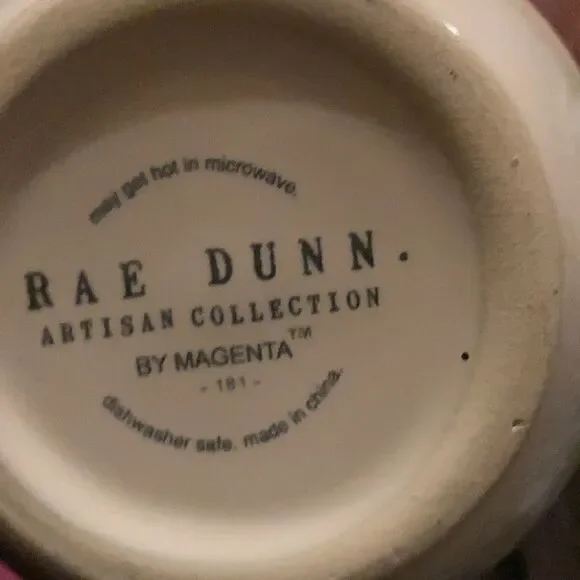 may get hot in microwave.
RAE DUNN.
ARTISAN COLLECTION
BY MAGENTA™
- 181 -
dishwasher safe. made in china.